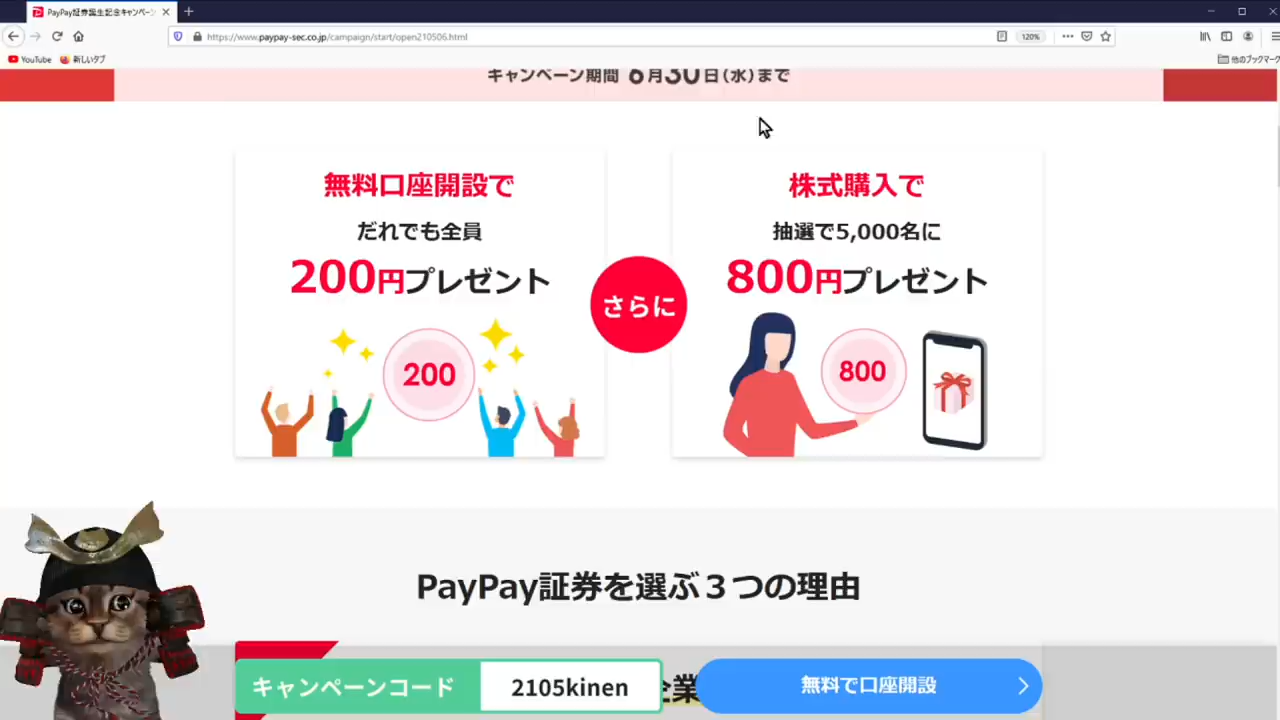 PayPay証券誕生記念キャンペーン
https://www.paypay-sec.co.jp/campaign/start/open210506.html
120%
YouTube
新しいタブ
他のブックマーク
キャンペーン期間 6月30日(水)まで
無料口座開設で
だれでも全員
200円プレゼント
200
さらに
株式購入で
抽選で5,000名に
800円プレゼント
800
PayPay証券を選ぶ3つの理由
キャンペーンコード
2105kinen
企業
無料で口座開設